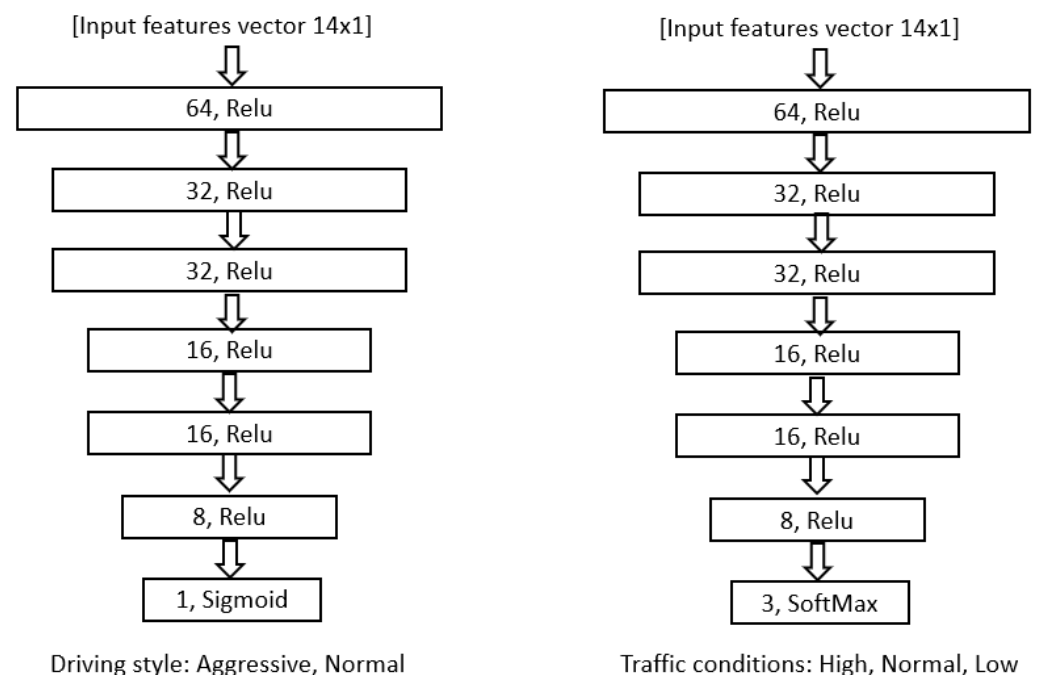 [Input features vector 14x1]
64, Relu
32, Relu
32, Relu
16, Relu
16, Relu
8, Relu
1, Sigmoid
Driving style: Aggressive, Normal
[Input features vector 14x1]
64, Relu
32, Relu
32, Relu
16, Relu
16, Relu
8, Relu
3, SoftMax
Traffic conditions: High, Normal, Low